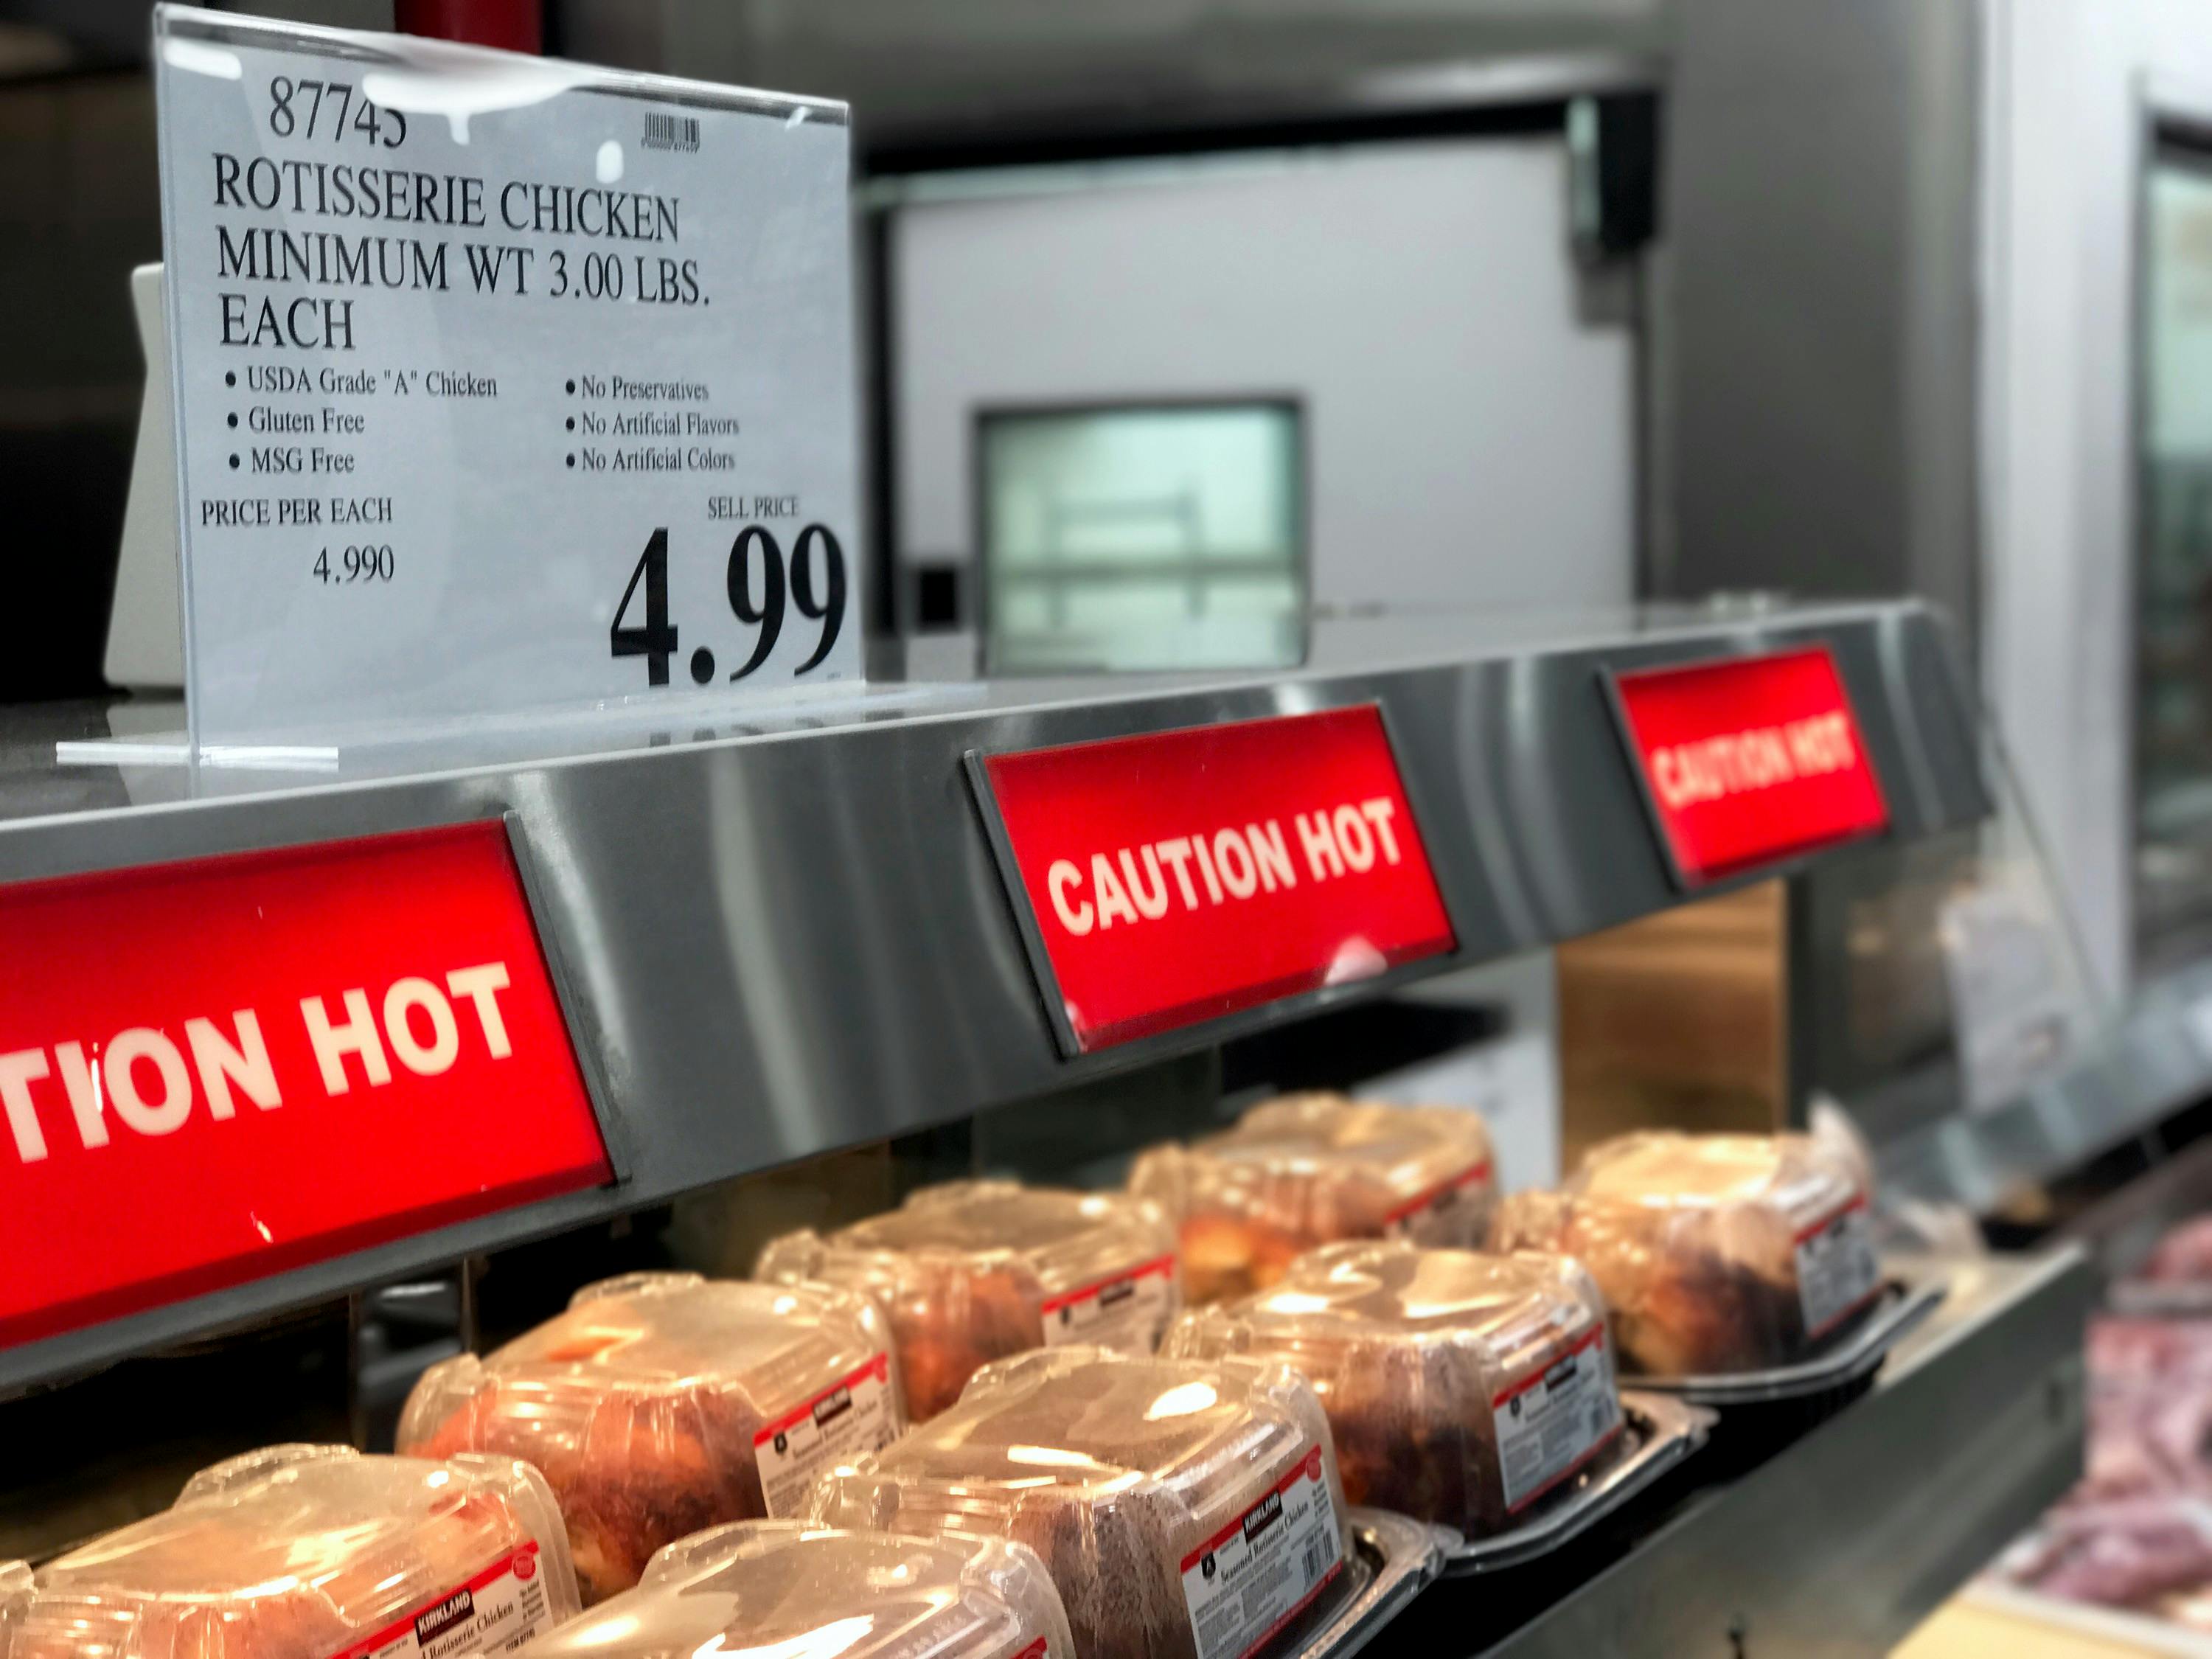 87745
ROTISSERIE CHICKEN
MINIMUM WT 3.00 LBS.
EACH
• USDA Grade "A" Chicken
• Gluten Free
• MSG Free
• No Preservatives
• No Artificial Flavors
• No Artificial Colors
PRICE PER EACH
4.990
SELL PRICE
4.99
TION HOT
CAUTION HOT
CAUTION HOT
KIRKLAND
KIRKLAND
Seasoned Rotisserie Chicken
KIRKLAND
Rotisserie Chicken